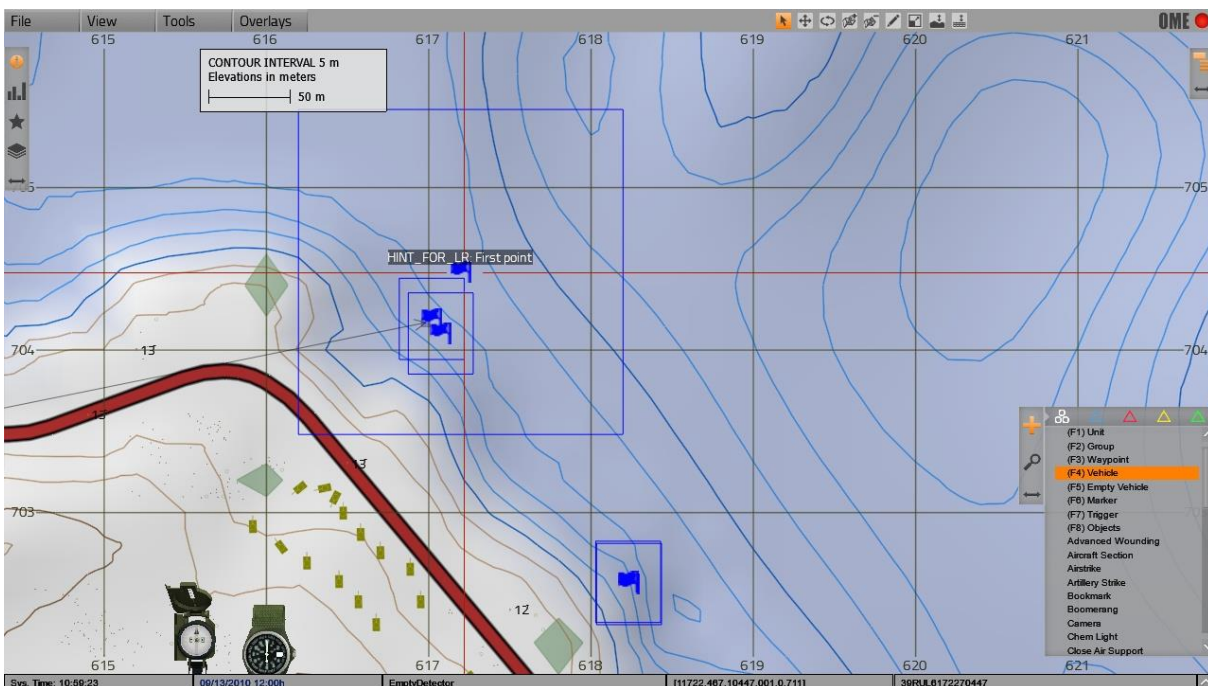 File View Tools Overlays OME
615 616 617 618 619 620 621
CONTOUR INTERVAL 5 m
Elevations in meters
50 m
705
HINT_FOR_LR: First point
704 13 704
13
13
703
12
(F1) Unit
(F2) Group
(F3) Waypoint
(F4) Vehicle
(F5) Empty Vehicle
(F6) Marker
(F7) Trigger
(F8) Objects
Advanced Wounding
Aircraft Section
Airstrike
Artillery Strike
Bookmark
Boomerang
Camera
Chem Light
Close Air Support
615 616 617 618 619 620 621
Sys. Time: 10:59:23 09/13/2010 12:00h EmptyDetector [11722.467,10447.001,0.711] 39RUL6172270447